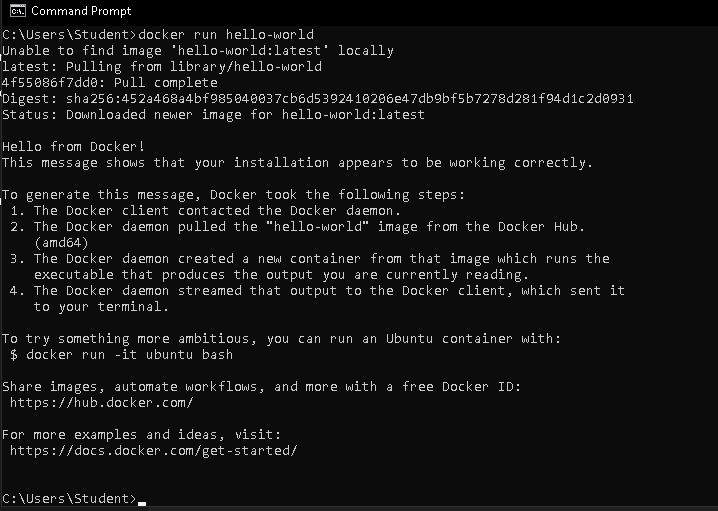 Command Prompt
C:\Users\Student>docker run hello-world
Unable to find image 'hello-world:latest' locally
latest: Pulling from library/hello-world
4f55086f7dd0: Pull complete
Digest: sha256:452a468a4bf985040037cb6d5392410206e47db9bf5b7278d281f94d1c2d0931
Status: Downloaded newer image for hello-world:latest
Hello from Docker!
This message shows that your installation appears to be working correctly.
To generate this message, Docker took the following steps:
1. The Docker client contacted the Docker daemon.
2. The Docker daemon pulled the "hello-world" image from the Docker Hub.
(amd64)
3. The Docker daemon created a new container from that image which runs the
executable that produces the output you are currently reading.
4. The Docker daemon streamed that output to the Docker client, which sent it
to your terminal.
To try something more ambitious, you can run an Ubuntu container with:
$ docker run -it ubuntu bash
Share images, automate workflows, and more with a free Docker ID:
https://hub.docker.com/
For more examples and ideas, visit:
https://docs.docker.com/get-started/
C:\Users\Student>